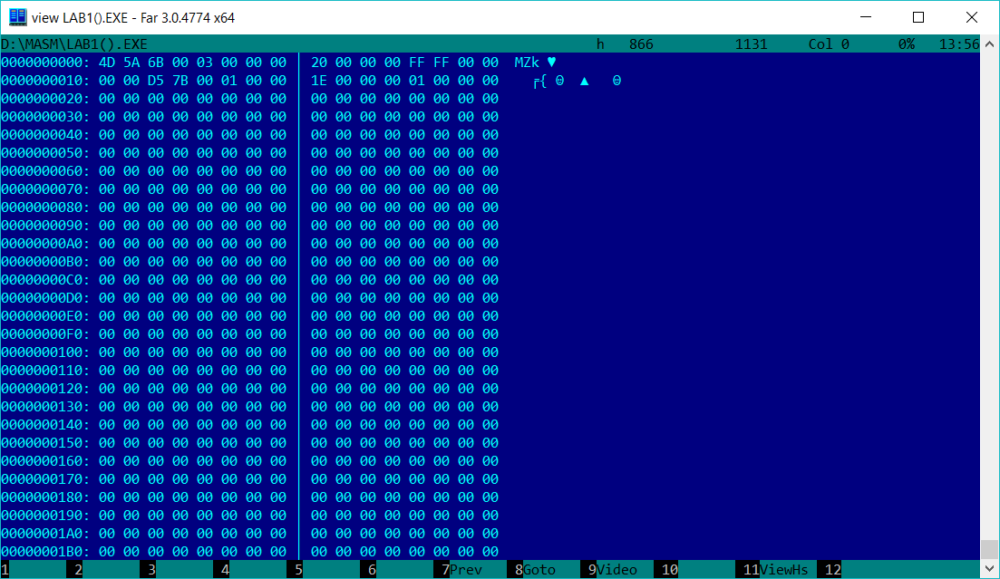 view LAB1().EXE - Far 3.0.4774 x64
D:\MASM\LAB1().EXE h 866 1131 Col 0 0% 13:56
0000000000: 4D 5A 6B 00 03 00 00 00 │ 20 00 00 00 FF FF 00 00 MZk ♥
0000000010: 00 00 D5 7B 00 01 00 00 │ 1E 00 00 00 01 00 00 00 ╒{ ☺ ▲ ☺
0000000020: 00 00 00 00 00 00 00 00 │ 00 00 00 00 00 00 00 00
0000000030: 00 00 00 00 00 00 00 00 │ 00 00 00 00 00 00 00 00
0000000040: 00 00 00 00 00 00 00 00 │ 00 00 00 00 00 00 00 00
0000000050: 00 00 00 00 00 00 00 00 │ 00 00 00 00 00 00 00 00
0000000060: 00 00 00 00 00 00 00 00 │ 00 00 00 00 00 00 00 00
0000000070: 00 00 00 00 00 00 00 00 │ 00 00 00 00 00 00 00 00
0000000080: 00 00 00 00 00 00 00 00 │ 00 00 00 00 00 00 00 00
0000000090: 00 00 00 00 00 00 00 00 │ 00 00 00 00 00 00 00 00
00000000A0: 00 00 00 00 00 00 00 00 │ 00 00 00 00 00 00 00 00
00000000B0: 00 00 00 00 00 00 00 00 │ 00 00 00 00 00 00 00 00
00000000C0: 00 00 00 00 00 00 00 00 │ 00 00 00 00 00 00 00 00
00000000D0: 00 00 00 00 00 00 00 00 │ 00 00 00 00 00 00 00 00
00000000E0: 00 00 00 00 00 00 00 00 │ 00 00 00 00 00 00 00 00
00000000F0: 00 00 00 00 00 00 00 00 │ 00 00 00 00 00 00 00 00
0000000100: 00 00 00 00 00 00 00 00 │ 00 00 00 00 00 00 00 00
0000000110: 00 00 00 00 00 00 00 00 │ 00 00 00 00 00 00 00 00
0000000120: 00 00 00 00 00 00 00 00 │ 00 00 00 00 00 00 00 00
0000000130: 00 00 00 00 00 00 00 00 │ 00 00 00 00 00 00 00 00
0000000140: 00 00 00 00 00 00 00 00 │ 00 00 00 00 00 00 00 00
0000000150: 00 00 00 00 00 00 00 00 │ 00 00 00 00 00 00 00 00
0000000160: 00 00 00 00 00 00 00 00 │ 00 00 00 00 00 00 00 00
0000000170: 00 00 00 00 00 00 00 00 │ 00 00 00 00 00 00 00 00
0000000180: 00 00 00 00 00 00 00 00 │ 00 00 00 00 00 00 00 00
0000000190: 00 00 00 00 00 00 00 00 │ 00 00 00 00 00 00 00 00
00000001A0: 00 00 00 00 00 00 00 00 │ 00 00 00 00 00 00 00 00
00000001B0: 00 00 00 00 00 00 00 00 │ 00 00 00 00 00 00 00 00
1 2 3 4 5 6 7Prev 8Goto 9Video 10 11ViewHs 12